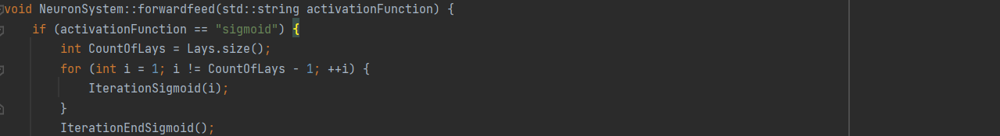 void NeuronSystem::forwardfeed(std::string activationFunction) {
    if (activationFunction == "sigmoid") {
        int CountOfLays = Lays.size();
        for (int i = 1; i != CountOfLays - 1; ++i) {
            IterationSigmoid(i);
        }
        IterationEndSigmoid();